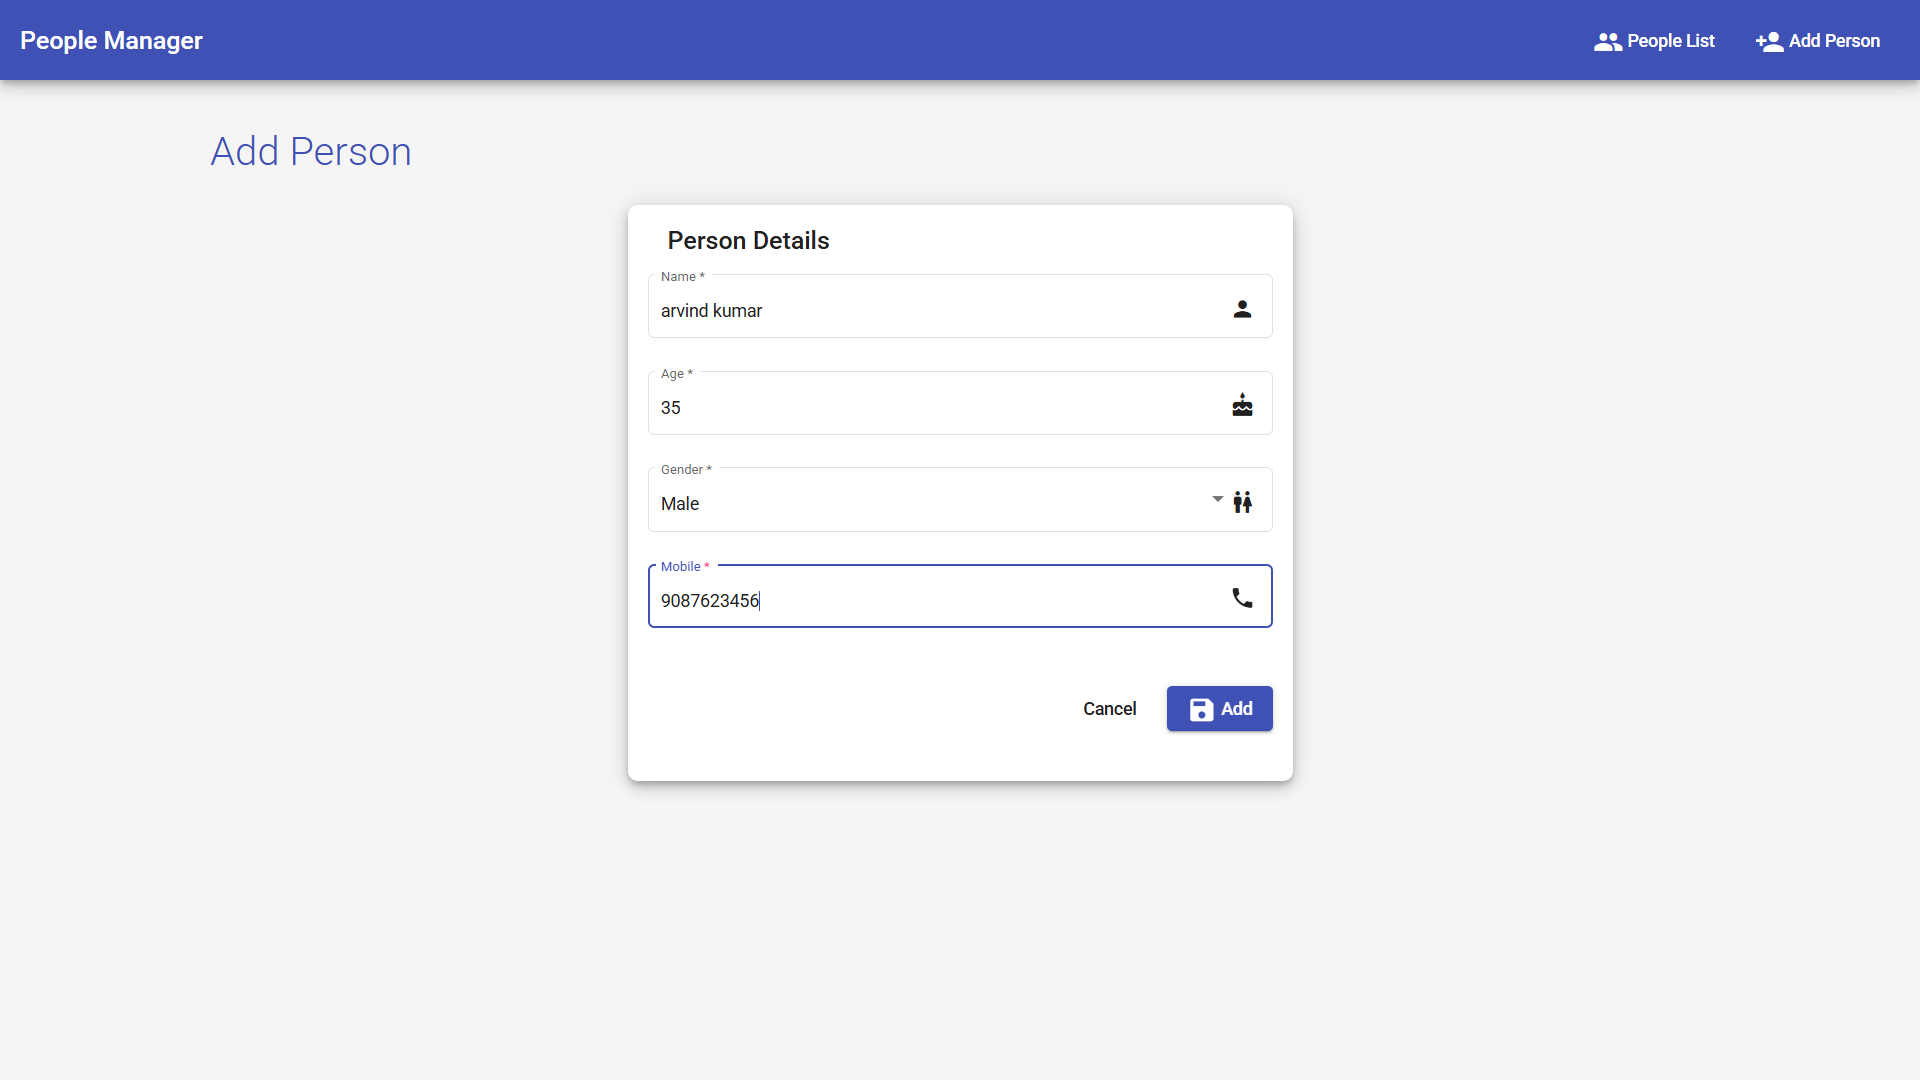 People Manager
People List
Add Person
Add Person
Person Details
Name *
arvind kumar
Age *
35
Gender *
Male
Mobile *
9087623456
Cancel
Add